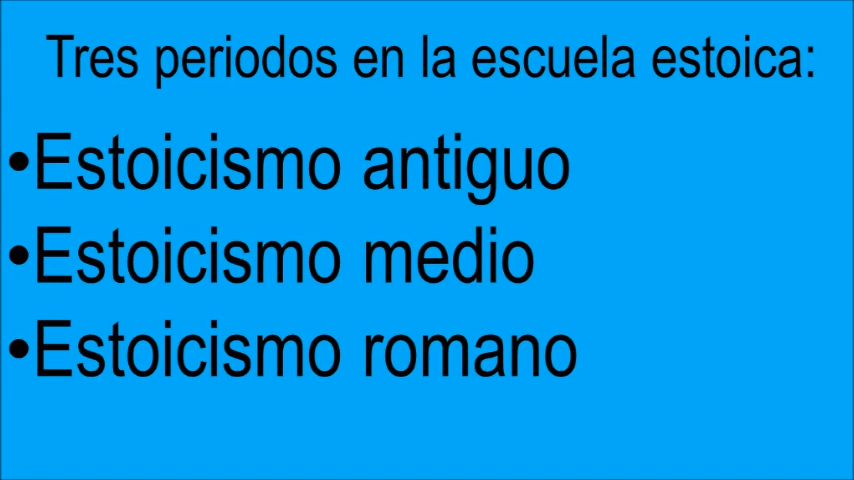 Tres periodos en la escuela estoica:
•Estoicismo antiguo
•Estoicismo medio
•Estoicismo romano